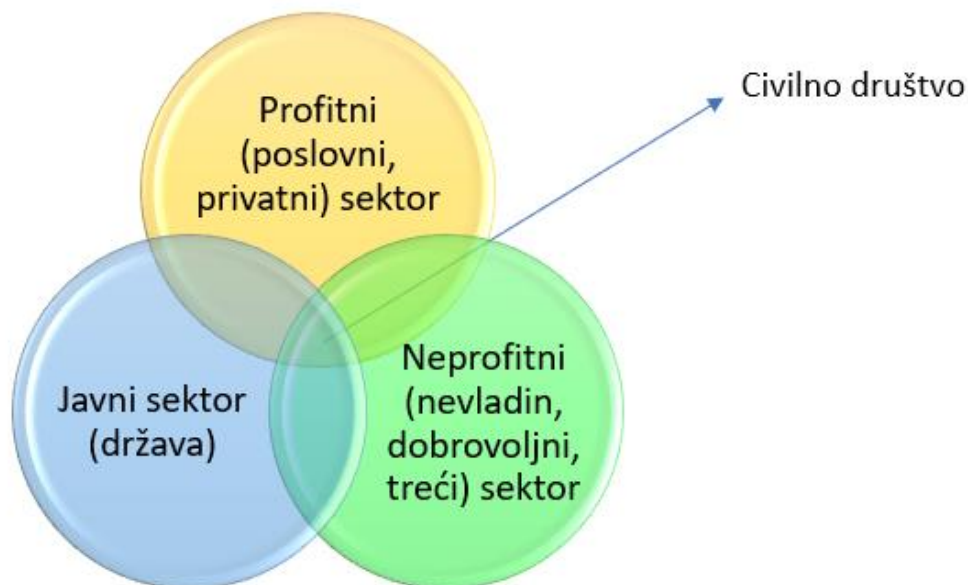 Profitni
(poslovni,
privatni) sektor
Civilno društvo
Javni sektor
(država)
Neprofitni
(nevladin,
dobrovoljni,
treći) sektor